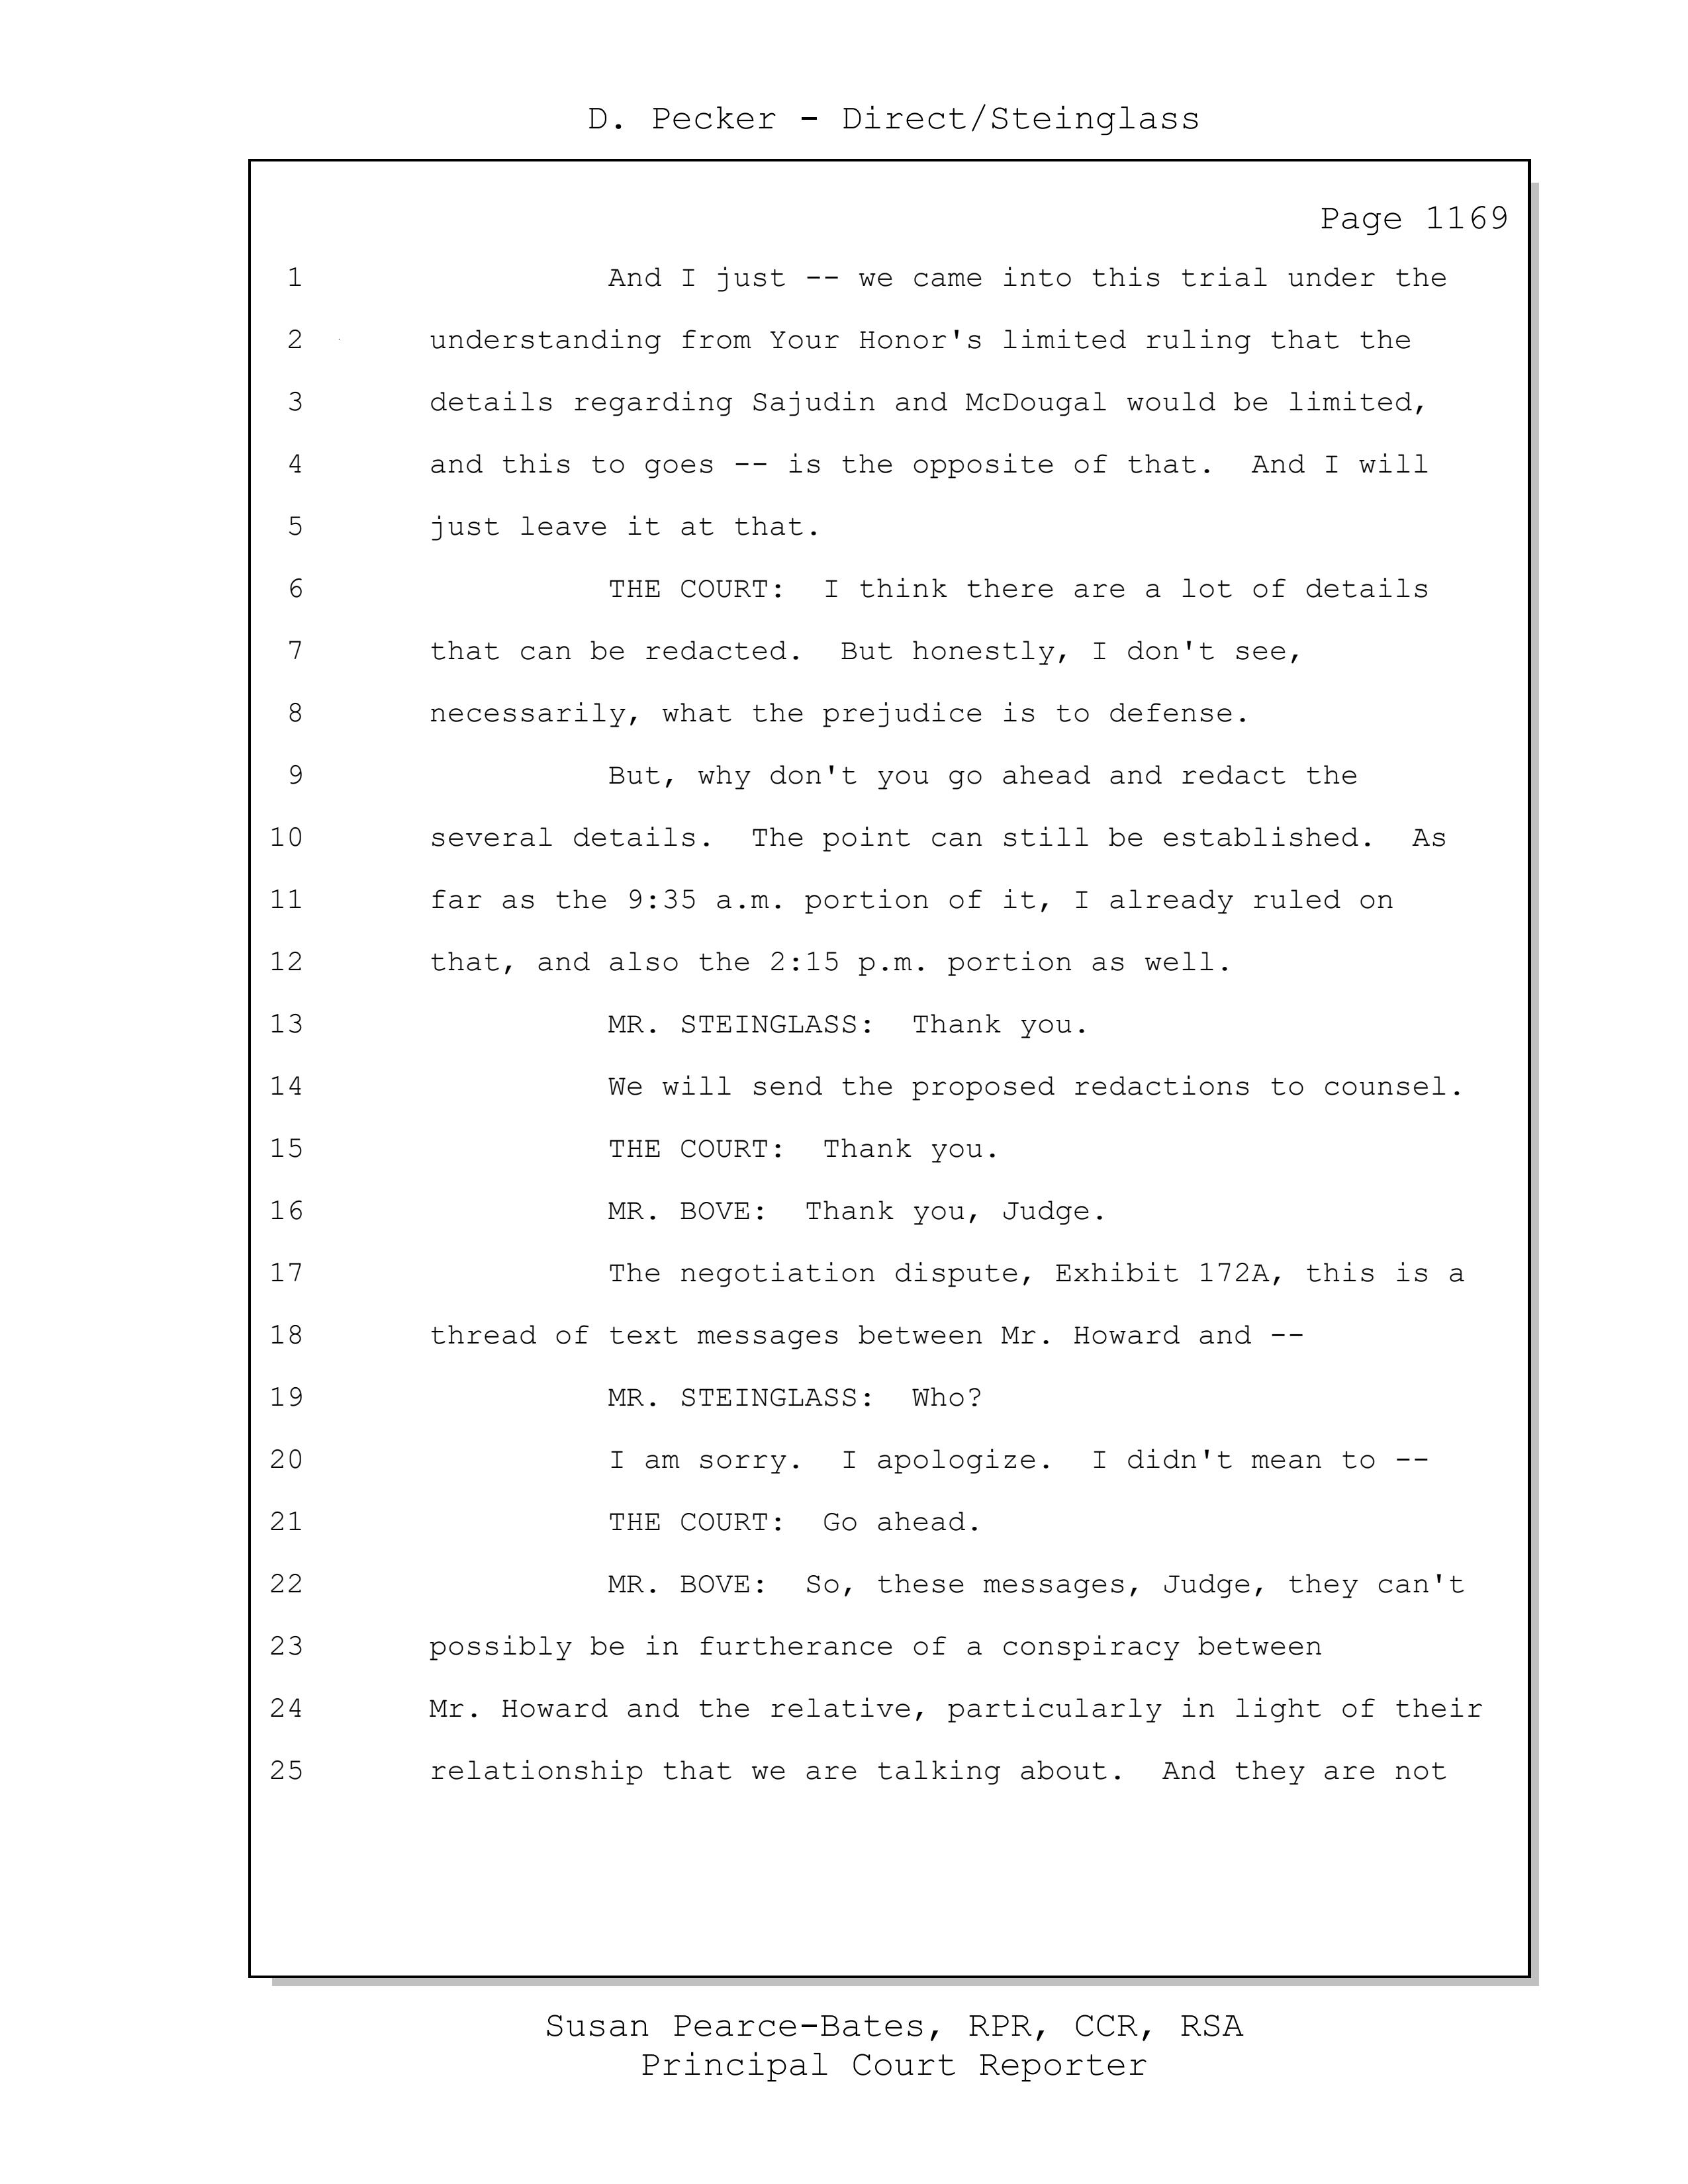 D. Pecker - Direct/Steinglass
Page 1169
1 And I just -- we came into this trial under the
2 understanding from Your Honor's limited ruling that the
3 details regarding Sajudin and McDougal would be limited,
4 and this to goes -- is the opposite of that. And I will
5 just leave it at that.
6 THE COURT: I think there are a lot of details
7 that can be redacted. But honestly, I don't see,
8 necessarily, what the prejudice is to defense.
9 But, why don't you go ahead and redact the
10 several details. The point can still be established. As
11 far as the 9:35 a.m. portion of it, I already ruled on
12 that, and also the 2:15 p.m. portion as well.
13 MR. STEINGLASS: Thank you.
14 We will send the proposed redactions to counsel.
15 THE COURT: Thank you.
16 MR. BOVE: Thank you, Judge.
17 The negotiation dispute, Exhibit 172A, this is a
18 thread of text messages between Mr. Howard and --
19 MR. STEINGLASS: Who?
20 I am sorry. I apologize. I didn't mean to --
21 THE COURT: Go ahead.
22 MR. BOVE: So, these messages, Judge, they can't
23 possibly be in furtherance of a conspiracy between
24 Mr. Howard and the relative, particularly in light of their
25 relationship that we are talking about. And they are not
Susan Pearce-Bates, RPR, CCR, RSA
Principal Court Reporter